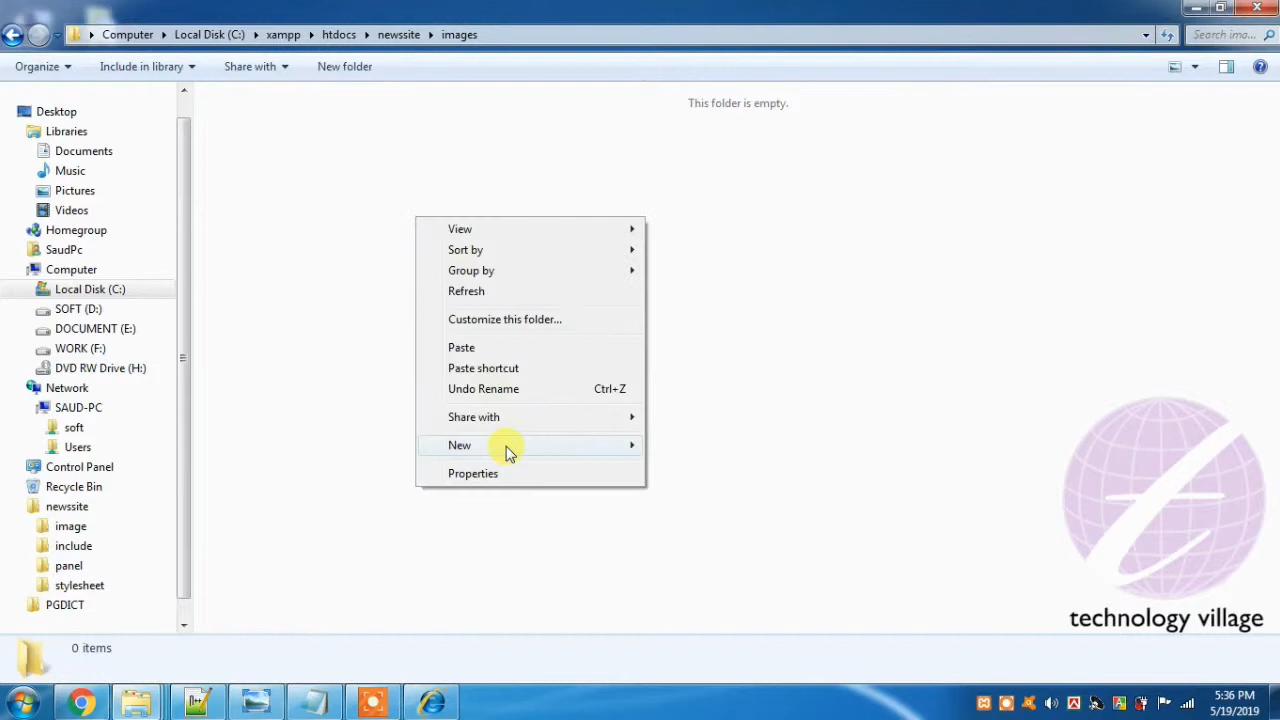 Computer Local Disk (C:) xampp htdocs newssite images
Search ima...
Organize Include in library Share with New folder
Desktop
Libraries
Documents
Music
Pictures
Videos
Homegroup
SaudPc
Computer
Local Disk (C:)
SOFT (D:)
DOCUMENT (E:)
WORK (F:)
DVD RW Drive (H:)
Network
SAUD-PC
soft
Users
Control Panel
Recycle Bin
newssite
image
include
panel
stylesheet
PGDICT
This folder is empty.
View
Sort by
Group by
Refresh
Customize this folder...
Paste
Paste shortcut
Undo Rename Ctrl+Z
Share with
New
Properties
technology village
0 items
5:36 PM
5/19/2019